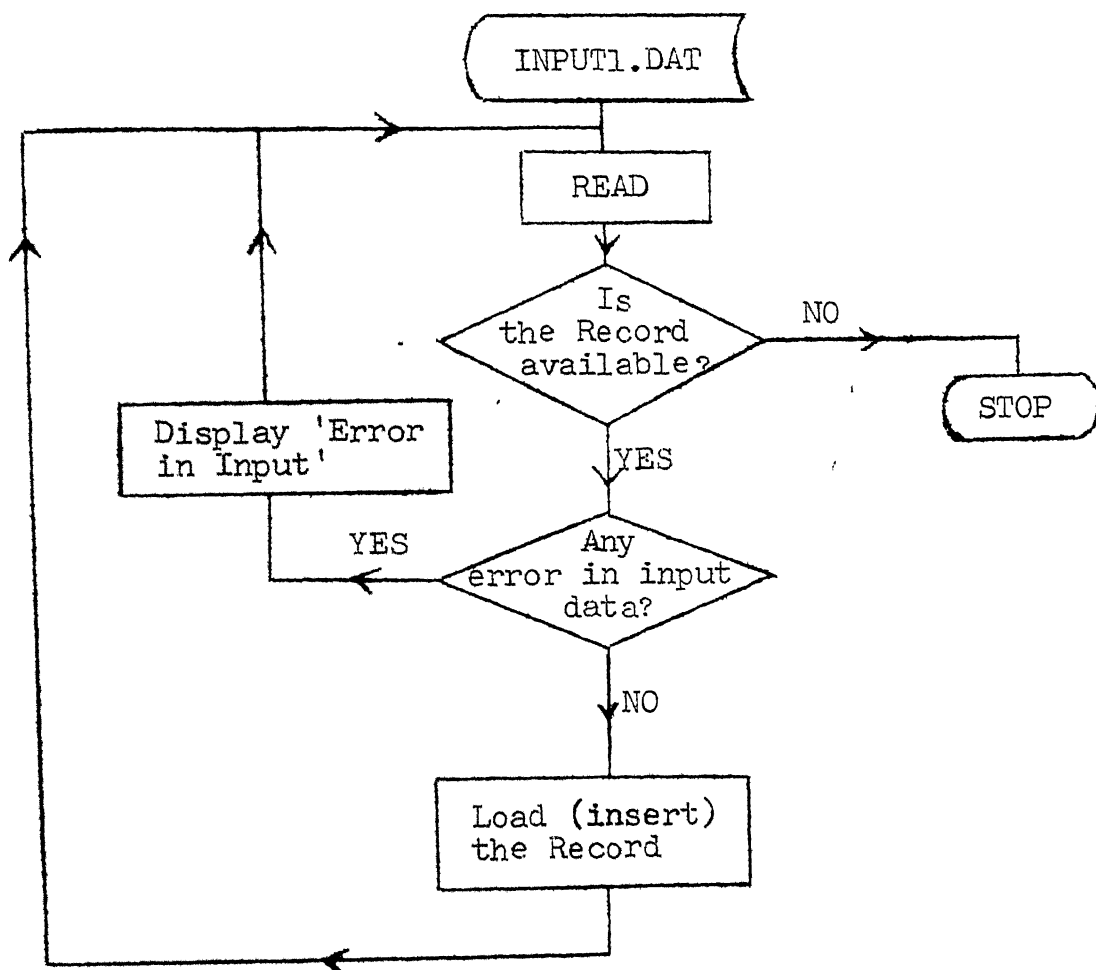 INPUT1.DAT
READ
Is
the Record
available?
NO
STOP
YES
Display 'Error
in Input'
YES
Any
error in input
data?
NO
Load (insert)
the Record